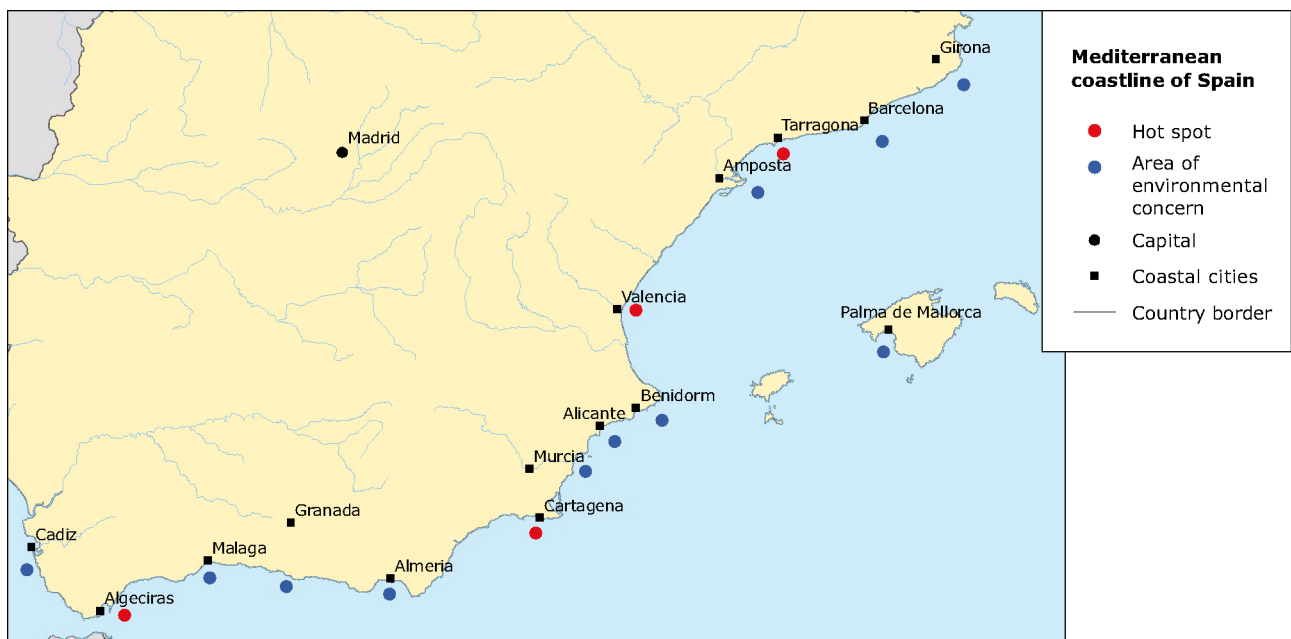 Girona
Barcelona
Tarragona
Madrid
Amposta
Valencia
Palma de Mallorca
Benidorm
Alicante
Murcia
Cartagena
Granada
Cadiz
Malaga
Almeria
Algeciras
Mediterranean
coastline of Spain
Hot spot
Area of
environmental
concern
Capital
Coastal cities
Country border